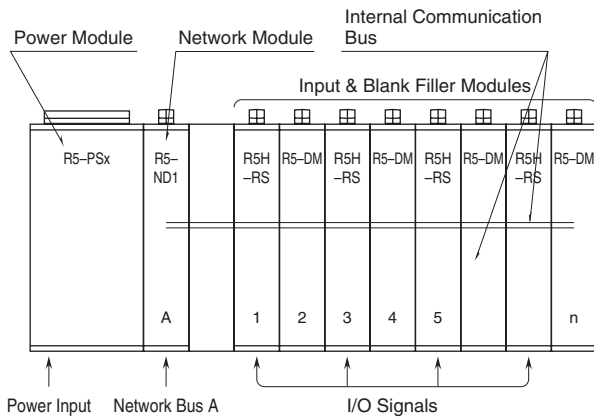 Internal Communication
Bus
Power Module
Network Module
Input & Blank Filler Modules
R5–PSx
R5–
ND1
R5H
–RS
R5–DM
R5H
–RS
R5–DM
R5H
–RS
R5–DM
R5H
–RS
R5–DM
A
1
2
3
4
5
n
Power Input
Network Bus A
I/O Signals